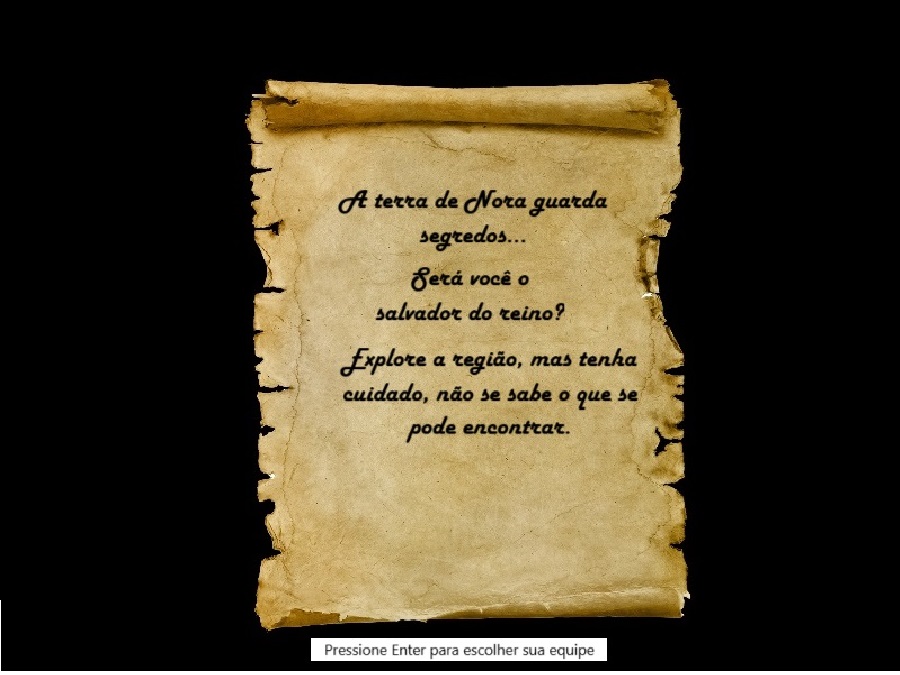 A terra de Nora guarda
segredos...
Será você o
salvador do reino?
Explore a região, mas tenha
cuidado, não se sabe o que se
pode encontrar.
Pressione Enter para escolher sua equipe